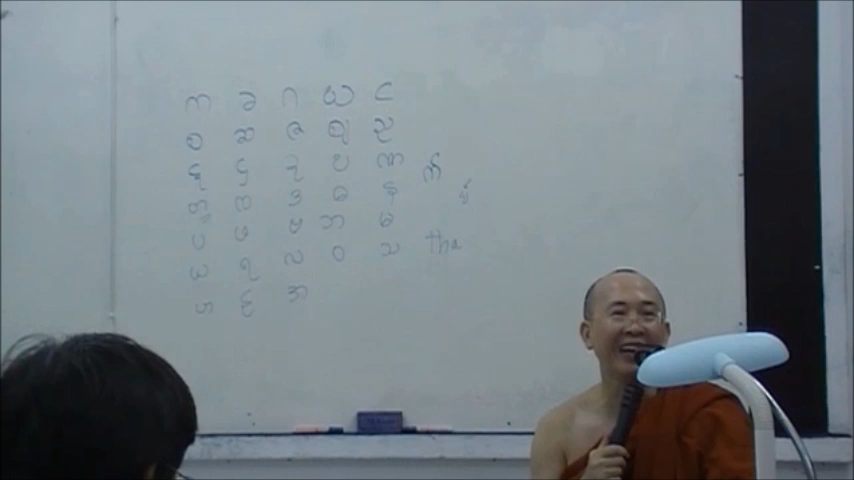 က ခ ဂ ဃ င
စ ဆ ဇ ဈ ည
ဋ ဌ ဍ ဎ ဏ
တ ထ ဒ ဓ န
ပ ဖ ဗ ဘ မ
ယ ရ လ ဝ သ tha
ဟ ဠ အ